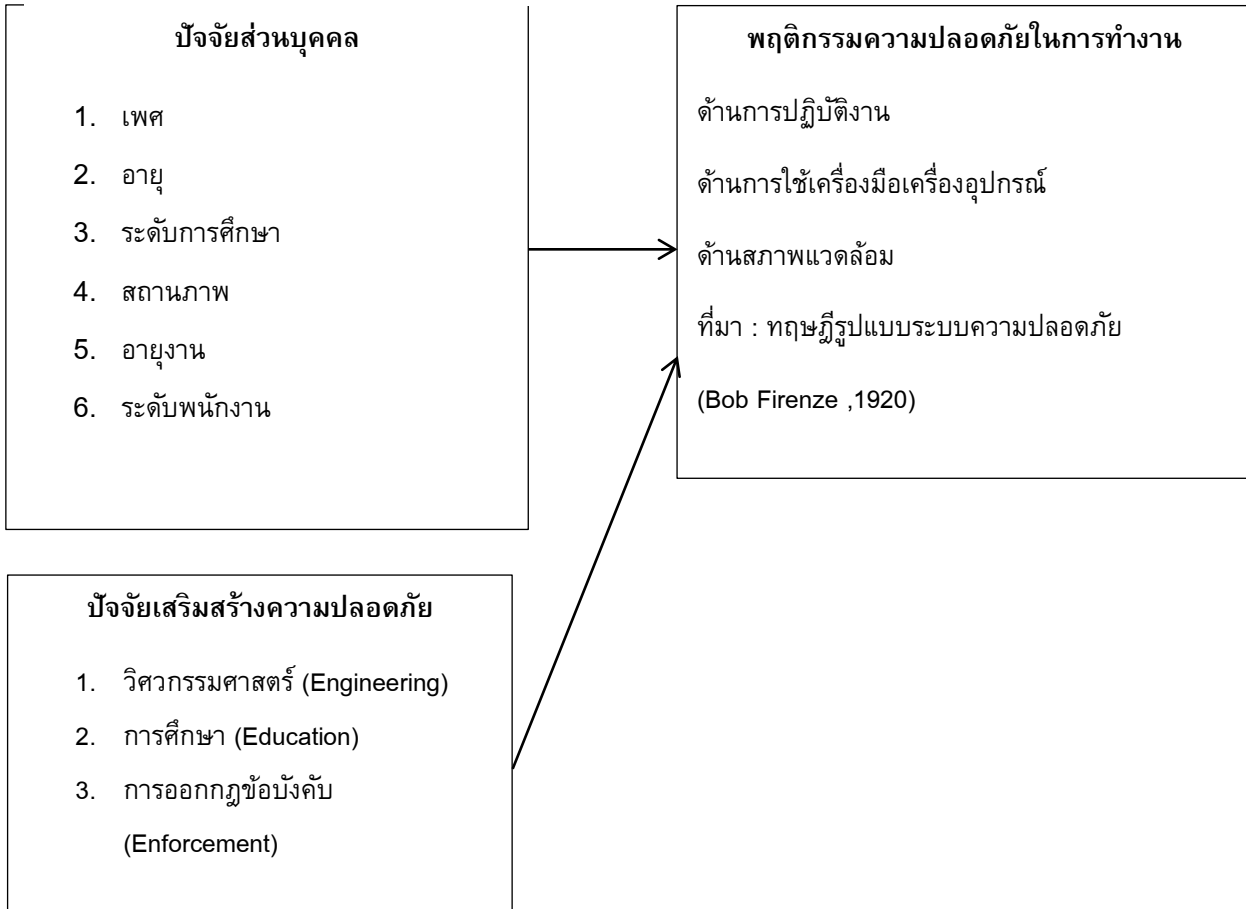 ปัจจัยส่วนบุคคล
1. เพศ
2. อายุ
3. ระดับการศึกษา
4. สถานภาพ
5. อายุงาน
6. ระดับพนักงาน
พฤติกรรมความปลอดภัยในการทำงาน
ด้านการปฏิบัติงาน
ด้านการใช้เครื่องมือเครื่องอุปกรณ์
ด้านสภาพแวดล้อม
ที่มา : ทฤษฎีรูปแบบระบบความปลอดภัย
(Bob Firenze ,1920)
ปัจจัยเสริมสร้างความปลอดภัย
1. วิศวกรรมศาสตร์ (Engineering)
2. การศึกษา (Education)
3. การออกกฎข้อบังคับ
(Enforcement)